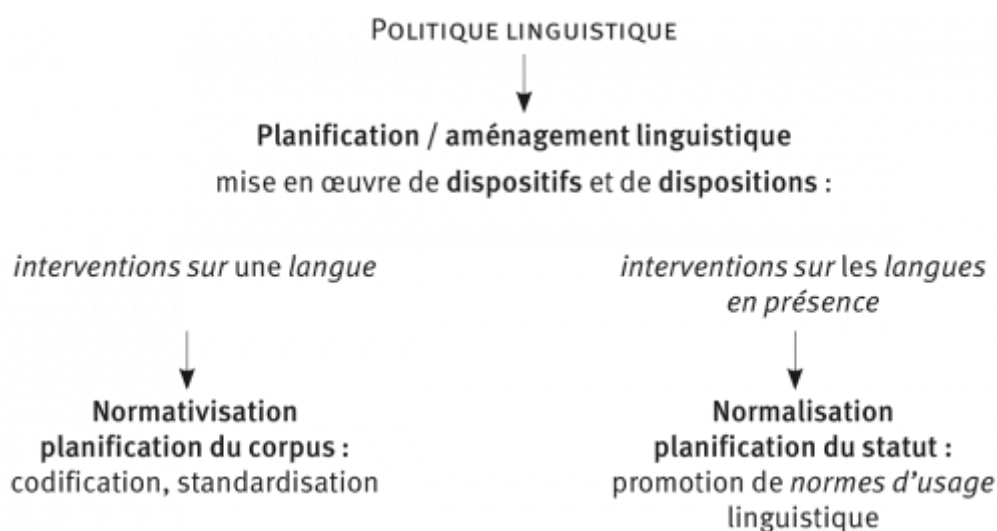 POLITIQUE LINGUISTIQUE
Planification / aménagement linguistique
mise en œuvre de dispositifs et de dispositions :
interventions sur une langue
interventions sur les langues
en présence
Normativisation
planification du corpus :
codification, standardisation
Normalisation
planification du statut :
promotion de normes d'usage
linguistique